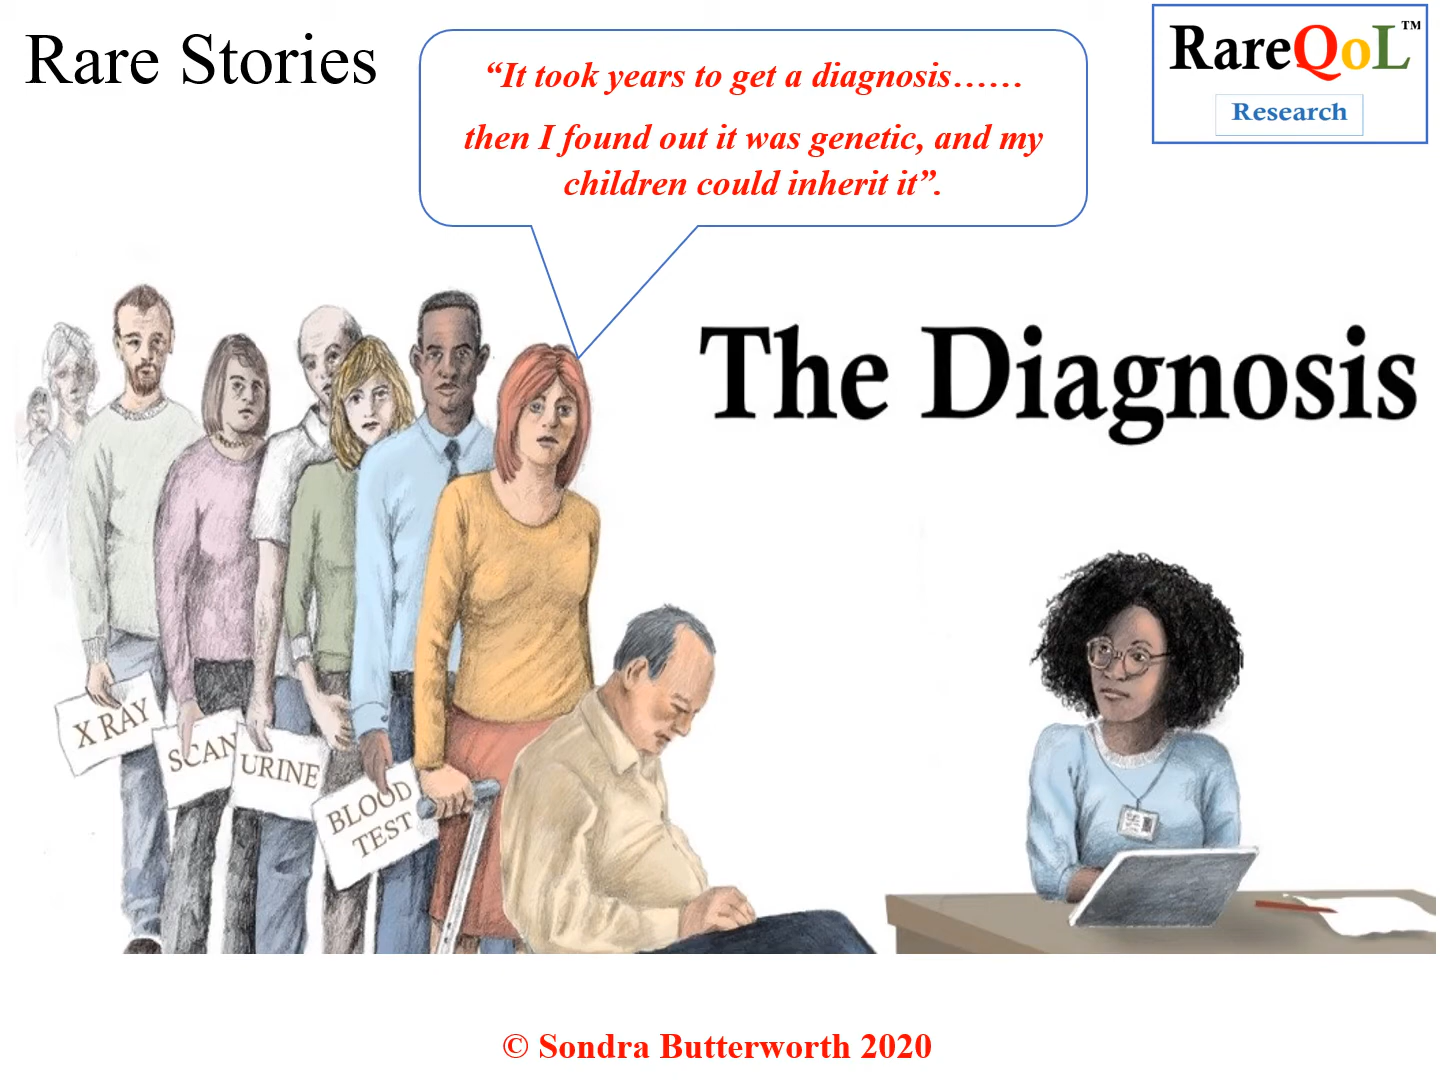 Rare Stories
“It took years to get a diagnosis……
then I found out it was genetic, and my
children could inherit it”.
RareQoL™
Research
The Diagnosis
X RAY
SCAN
URINE
BLOOD
TEST
© Sondra Butterworth 2020